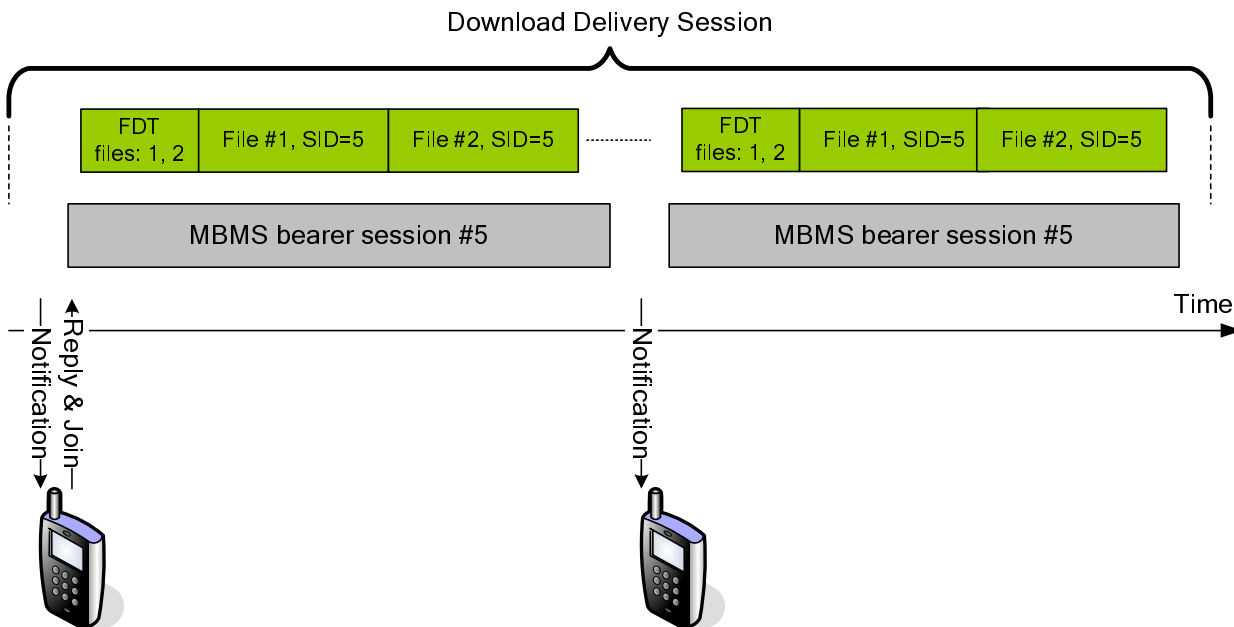 Download Delivery Session
FDT
files: 1, 2
File #1, SID=5
File #2, SID=5
FDT
files: 1, 2
File #1, SID=5
File #2, SID=5
MBMS bearer session #5
MBMS bearer session #5
Time
Notification
Reply & Join
Notification